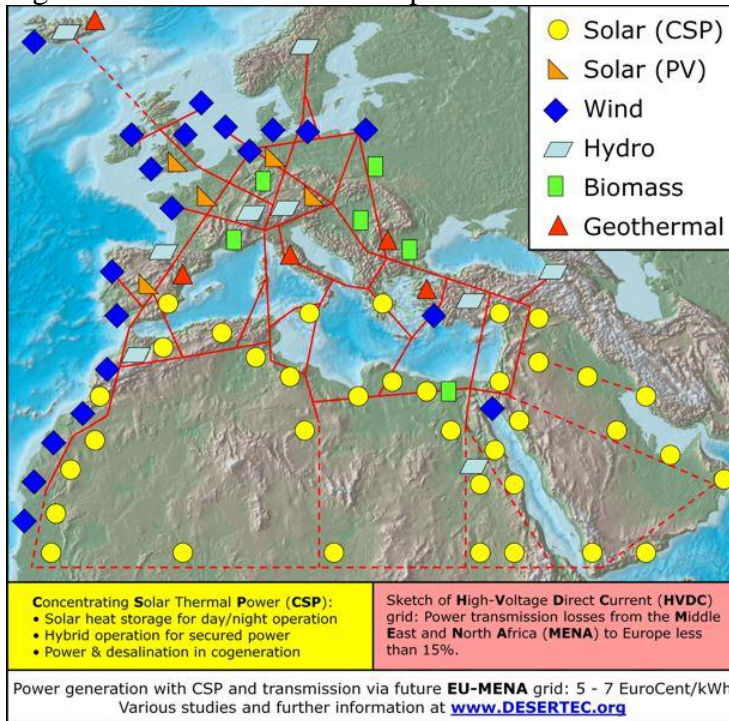 Solar (CSP)
Solar (PV)
Wind
Hydro
Biomass
Geothermal
Concentrating Solar Thermal Power (CSP):
• Solar heat storage for day/night operation
• Hybrid operation for secured power
• Power & desalination in cogeneration
Sketch of High-Voltage Direct Current (HVDC)
grid: Power transmission losses from the Middle
East and North Africa (MENA) to Europe less
than 15%.
Power generation with CSP and transmission via future EU-MENA grid: 5 - 7 EuroCent/kWh
Various studies and further information at www.DESERTEC.org